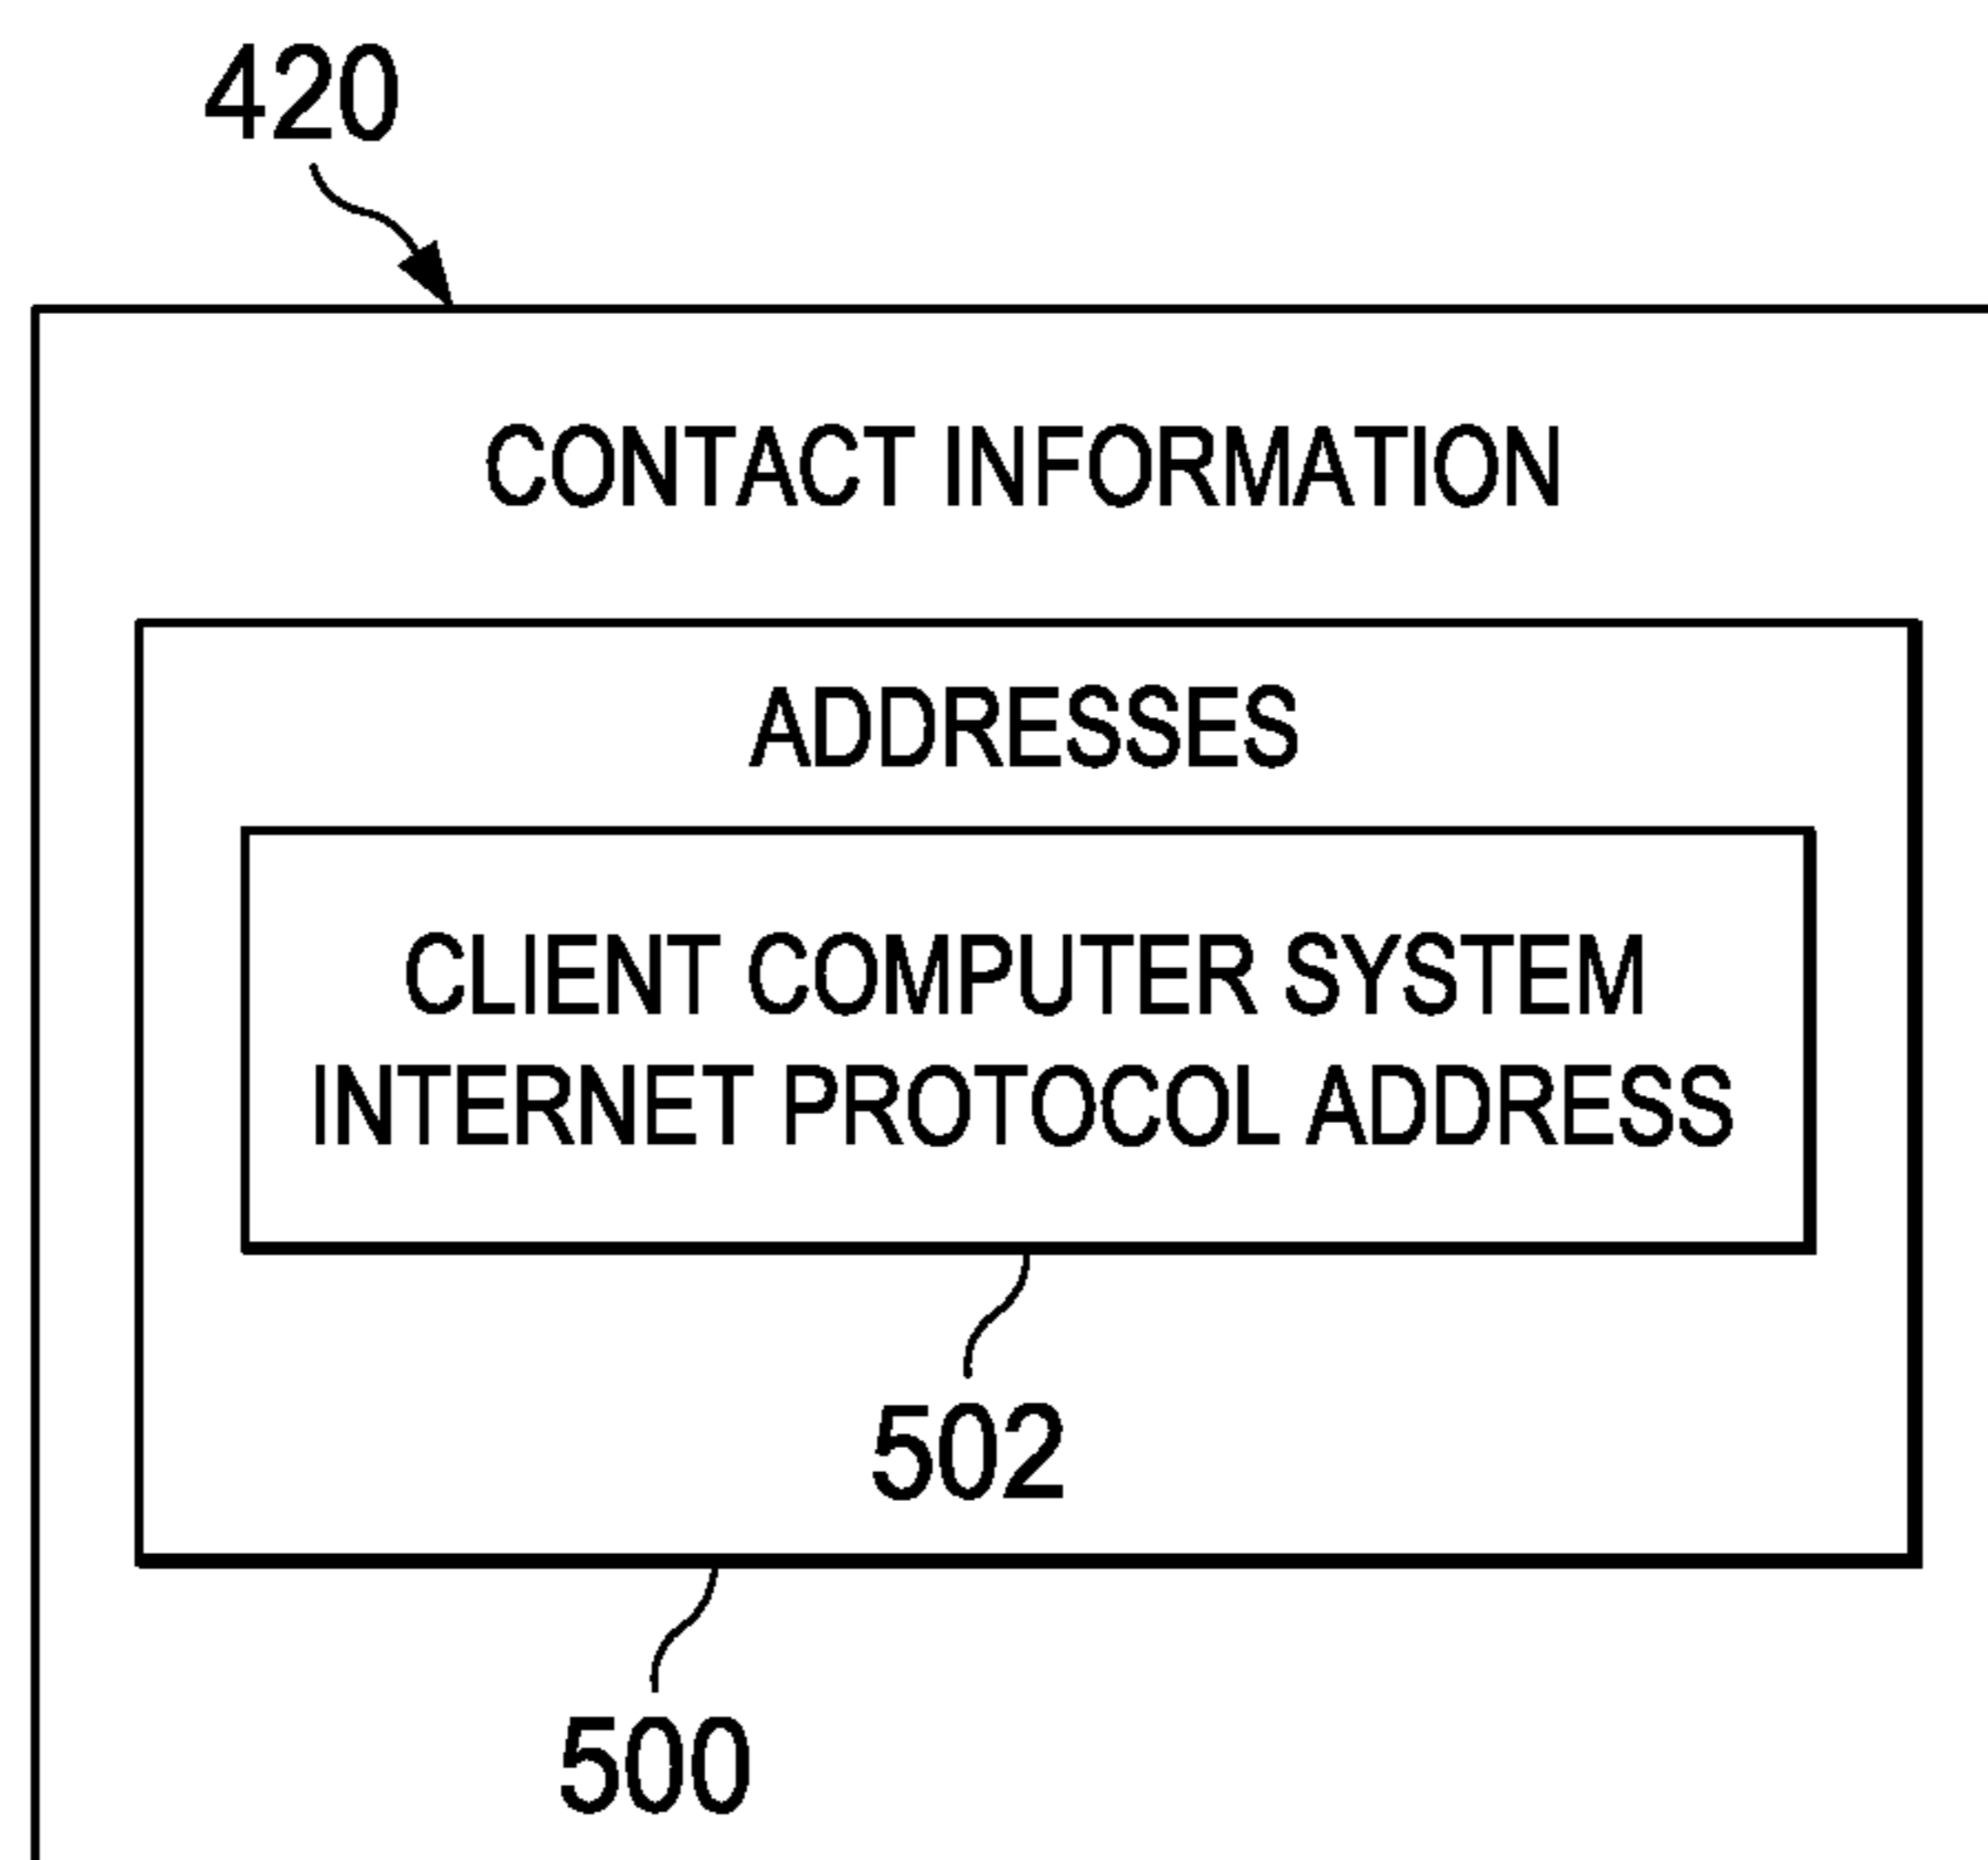 420
CONTACT INFORMATION
ADDRESSES
CLIENT COMPUTER SYSTEM
INTERNET PROTOCOL ADDRESS
502
500